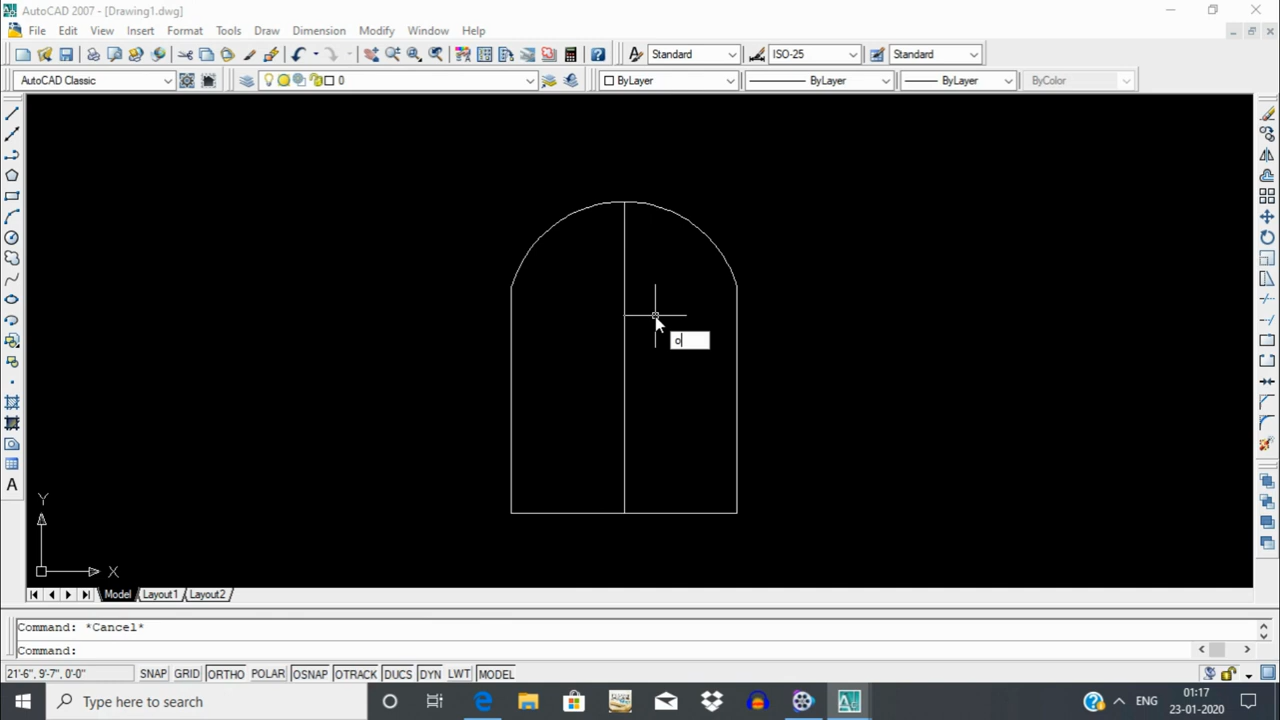 AutoCAD 2007 - [Drawing1.dwg]
File Edit View Insert Format Tools Draw Dimension Modify Window Help
Standard ISO-25 Standard
AutoCAD Classic 0 ByLayer ByLayer ByLayer ByColor
o
Y
X
Model Layout1 Layout2
Command: *Cancel*
Command:
21'-6", 9'-7", 0'-0" SNAP GRID ORTHO POLAR OSNAP OTRACK DUCS DYN LWT MODEL
Type here to search ENG 01:17
23-01-2020